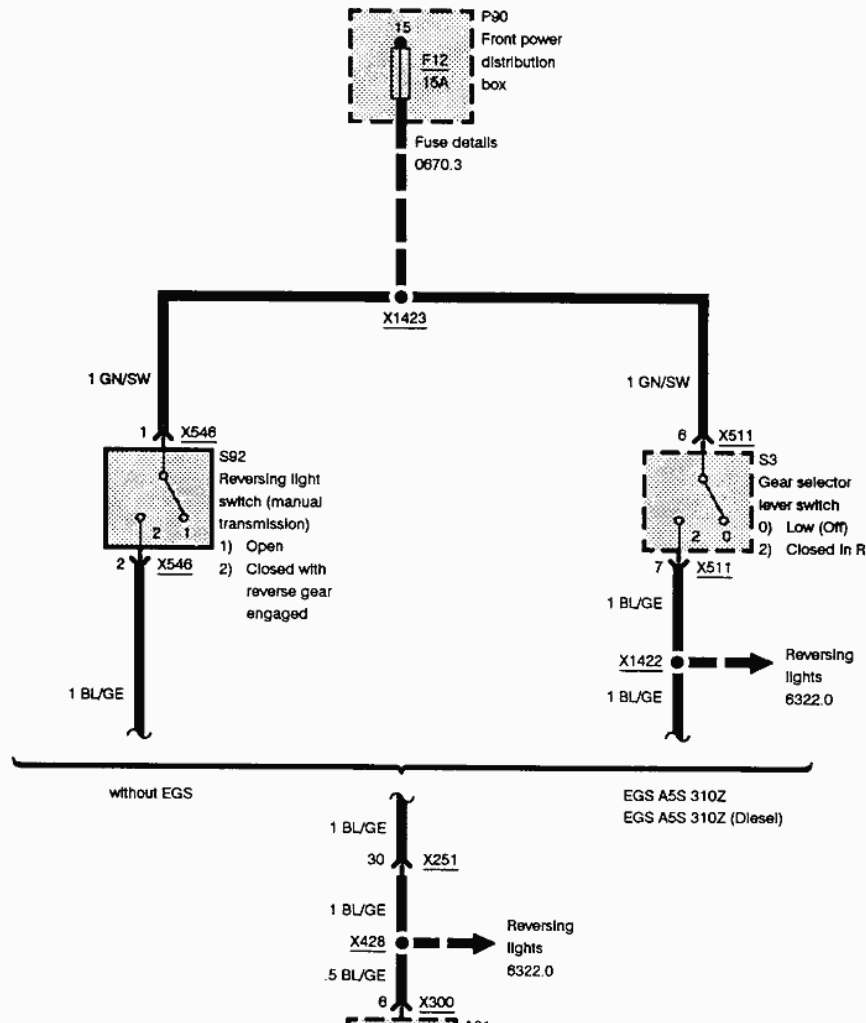 P90
Front power
distribution
box
15
F12
15A
Fuse details
0670.3
X1423
1 GN/SW
1 GN/SW
1 X546
S92
Reversing light
switch (manual
transmission)
1) Open
2) Closed with
reverse gear
engaged
2 1
2 X546
6 X511
S3
Gear selector
lever switch
0) Low (Off)
2) Closed in R
2 0
7 X511
1 BL/GE
X1422
Reversing
lights
6322.0
1 BL/GE
1 BL/GE
without EGS
EGS A5S 310Z
EGS A5S 310Z (Diesel)
1 BL/GE
30 X251
1 BL/GE
X428
Reversing
lights
6322.0
.5 BL/GE
6 X300